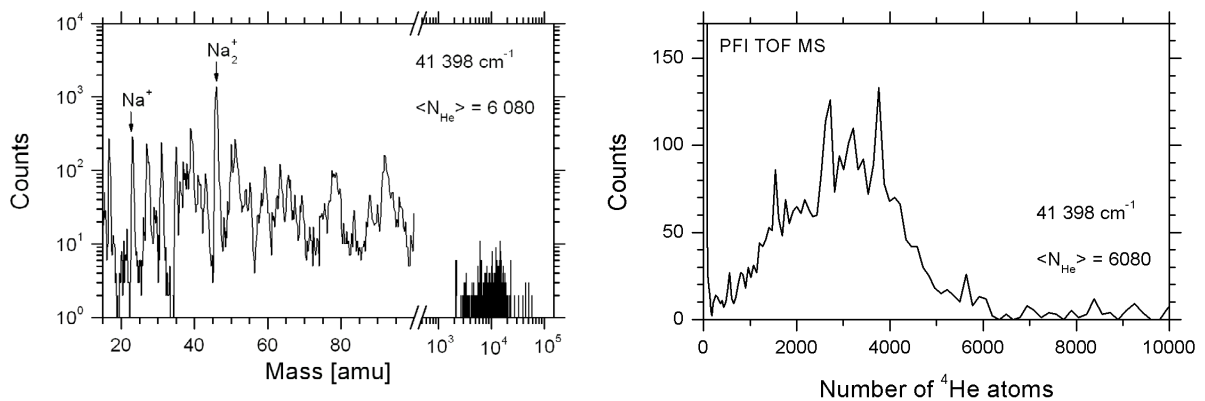 10⁴
10³
10²
10¹
10⁰
Counts
Na⁺
Na₂⁺
41 398 cm⁻¹
<N_He> = 6 080
20 40 60 80 10³ 10⁴ 10⁵
Mass [amu]
PFI TOF MS
150
100
50
0
Counts
41 398 cm⁻¹
<N_He> = 6080
0 2000 4000 6000 8000 10000
Number of ⁴He atoms